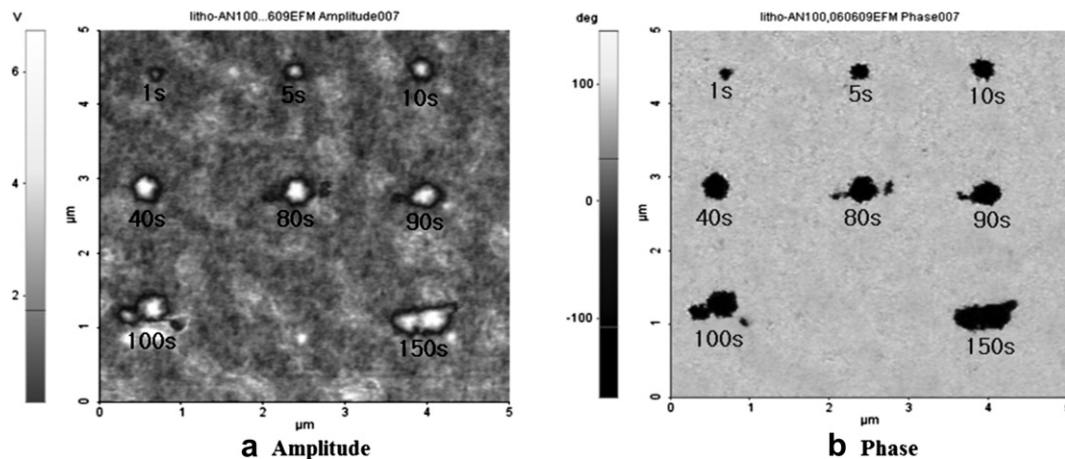 V
litho-AN100...609EFM Amplitude007
5
6
4
1s
5s
10s
4
3
µm
40s
80s
90s
2
2
1
100s
150s
0
0
1
2
3
4
5
µm
a Amplitude
deg
litho-AN100,060609EFM Phase007
5
100
1s
5s
10s
4
3
0
µm
40s
80s
90s
2
-100
1
100s
150s
0
0
1
2
3
4
5
µm
b Phase